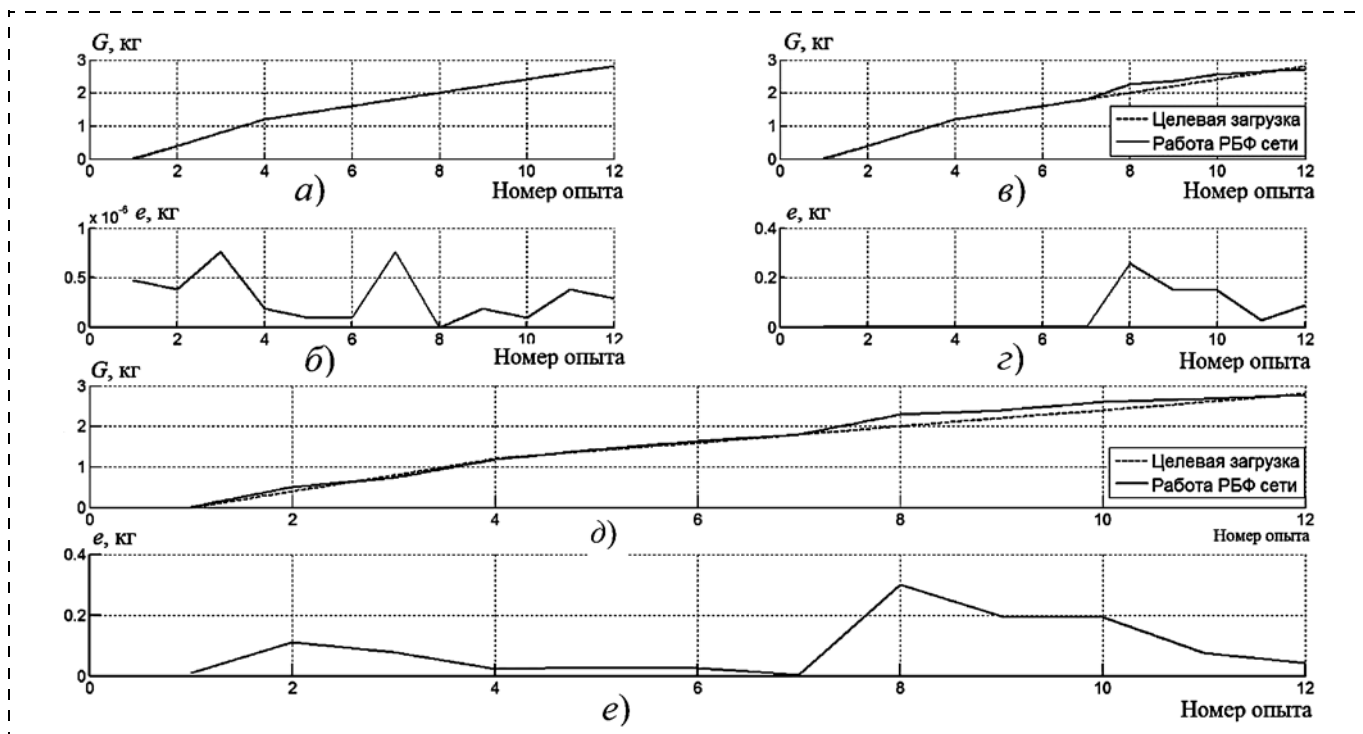 G, кг
3
2
1
0
0 2 4 6 8 10 12
а)
Номер опыта
G, кг
3
2
1
0
0 2 4 6 8 10 12
Целевая загрузка
Работа РБФ сети
в)
Номер опыта
x 10⁻⁶ e, кг
1
0.5
0
0 2 4 6 8 10 12
б)
Номер опыта
e, кг
0.4
0.2
0
0 2 4 6 8 10 12
г)
Номер опыта
G, кг
3
2
1
0
0 2 4 6 8 10 12
Целевая загрузка
Работа РБФ сети
д)
Номер опыта
e, кг
0.4
0.2
0
0 2 4 6 8 10 12
е)
Номер опыта